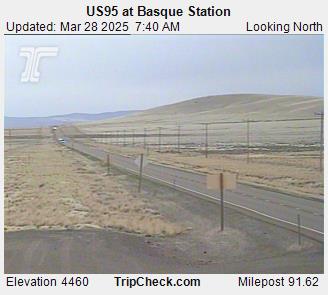 US95 at Basque Station
Updated: Mar 28 2025 7:40 AM Looking North
Elevation 4460 TripCheck.com Milepost 91.62